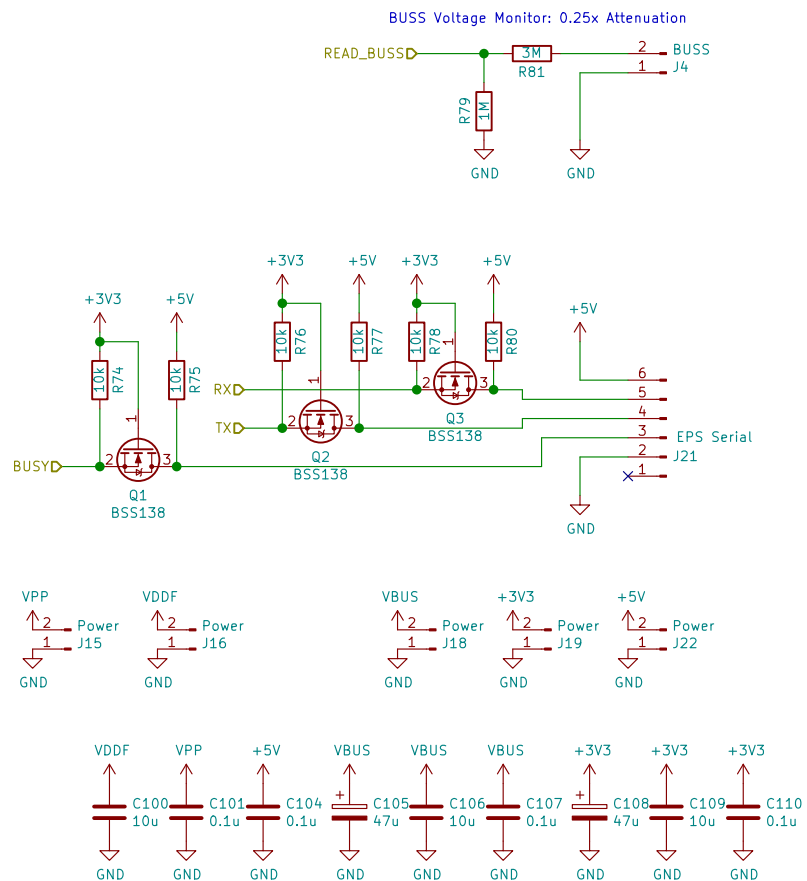 BUSS Voltage Monitor: 0.25x Attenuation
READ_BUSS 3M 2 BUSS
R81 1 J4
R79 1M
GND GND
+3V3 +5V +3V3 +5V
+3V3 +5V +5V
10k R76 10k R77 10k R78 10k R80
10k R74 10k R75
1 1 1
6
RX 2 3 5
Q3 4
TX 2 3 BSS138 3 EPS Serial
Q2 2 J21
BUSY 2 3 BSS138 1
Q1
BSS138
GND
VPP VDDF VBUS +3V3 +5V
2 Power 2 Power 2 Power 2 Power 2 Power
1 J15 1 J16 1 J18 1 J19 1 J22
GND GND GND GND GND
VDDF VPP +5V VBUS VBUS VBUS +3V3 +3V3 +3V3
+ +
C100 C101 C104 C105 C106 C107 C108 C109 C110
10u 0.1u 0.1u 47u 10u 0.1u 47u 10u 0.1u
GND GND GND GND GND GND GND GND GND